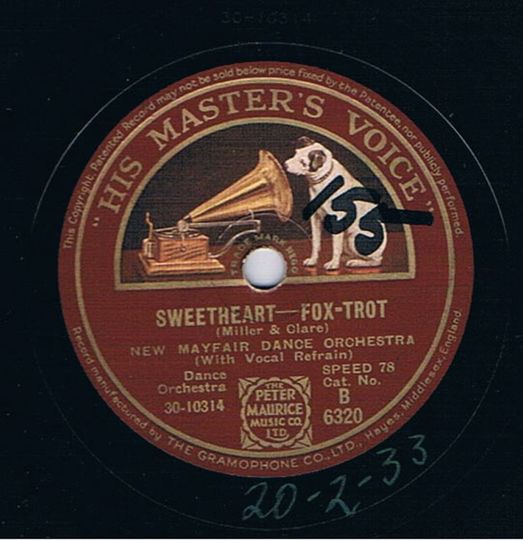 30-10314
This Copyright. Patented Record may not be sold below price fixed by the Patentee, nor publicly performed.
"HIS MASTER'S VOICE"
155-
TRADE MARK REGD
SWEETHEART—FOX-TROT
(Miller & Clare)
NEW MAYFAIR DANCE ORCHESTRA
(With Vocal Refrain)
Dance
Orchestra
30-10314
THE
PETER
MAURICE
MUSIC CO.
LTD.
SPEED 78
Cat. No.
B
6320
Record manufactured by THE GRAMOPHONE CO., LTD., Hayes, Middlesex, England.
20-2-33